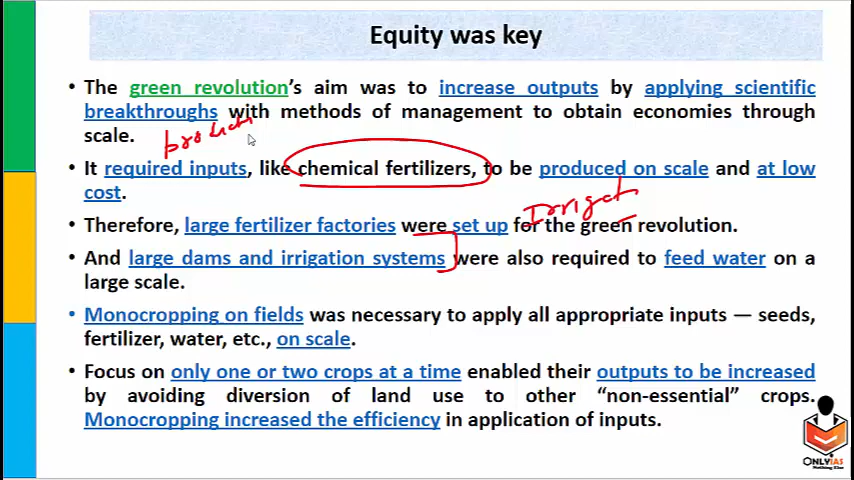 Equity was key
• The green revolution's aim was to increase outputs by applying scientific
breakthroughs with methods of management to obtain economies through
scale.
• It required inputs, like chemical fertilizers, to be produced on scale and at low
cost.
• Therefore, large fertilizer factories were set up for the green revolution.
• And large dams and irrigation systems were also required to feed water on a
large scale.
• Monocropping on fields was necessary to apply all appropriate inputs — seeds,
fertilizer, water, etc., on scale.
• Focus on only one or two crops at a time enabled their outputs to be increased
by avoiding diversion of land use to other “non-essential” crops.
Monocropping increased the efficiency in application of inputs.
ONLYIAS
Nothing Else